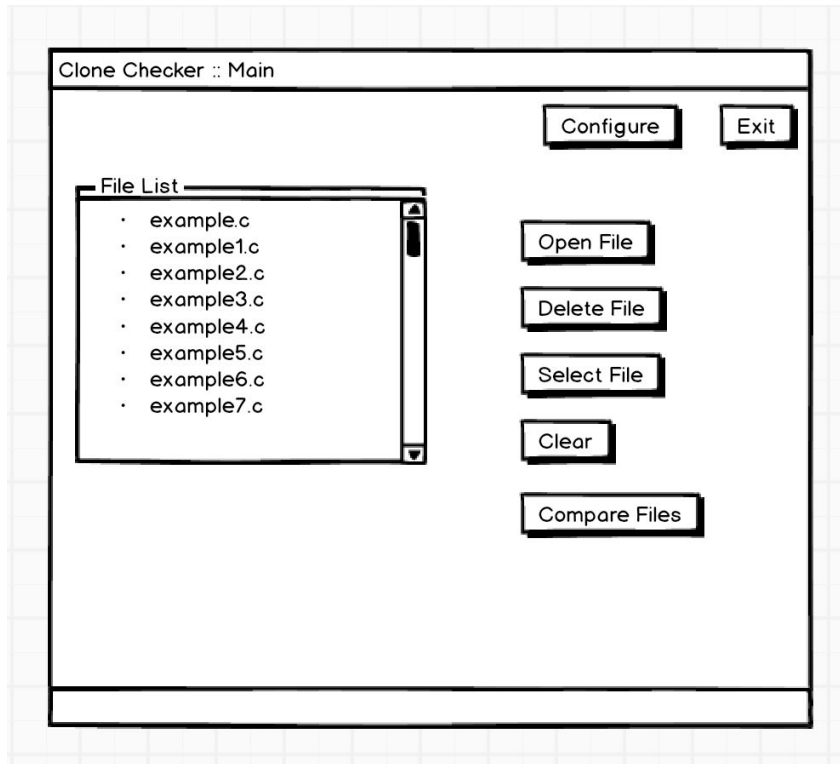 Clone Checker :: Main
Configure
Exit
File List
· example.c
· example1.c
· example2.c
· example3.c
· example4.c
· example5.c
· example6.c
· example7.c
Open File
Delete File
Select File
Clear
Compare Files